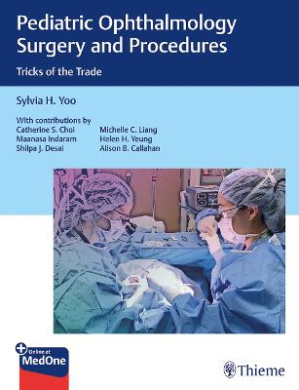 Pediatric Ophthalmology
Surgery and Procedures
Tricks of the Trade
Sylvia H. Yoo
With contributions by
Catherine S. Choi
Maanasa Indaram
Shilpa J. Desai
Michelle C. Liang
Helen H. Yeung
Alison B. Callahan
Online at
MedOne
Thieme